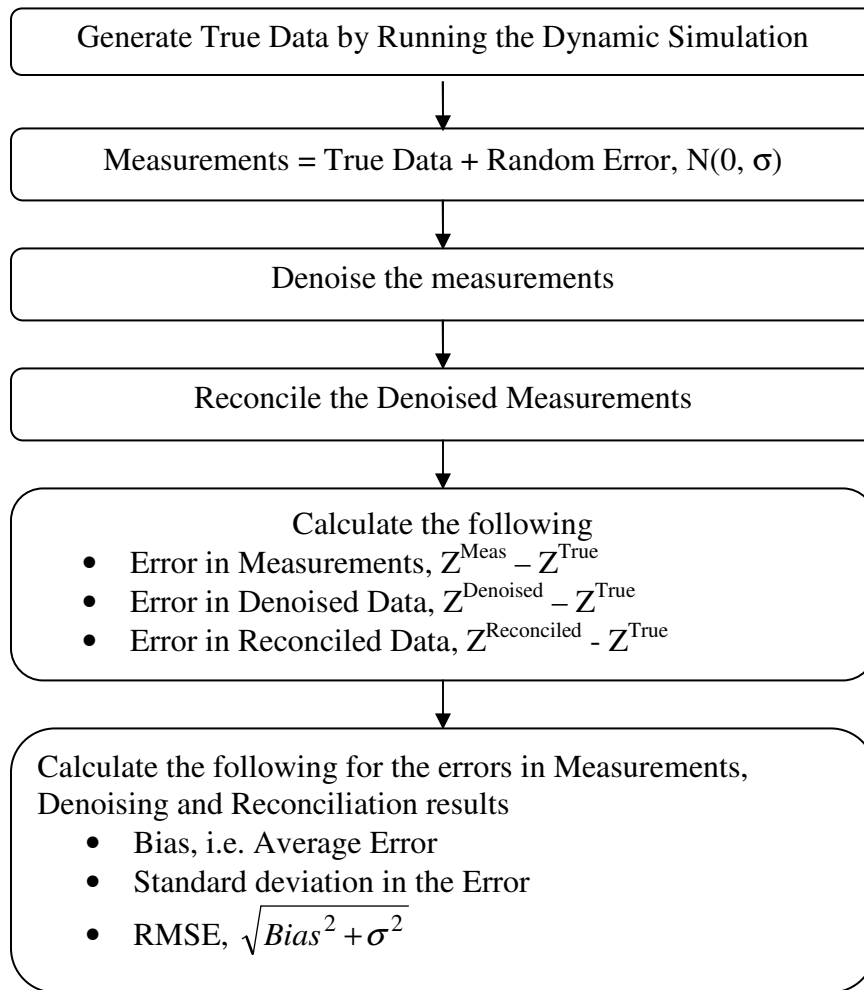 Generate True Data by Running the Dynamic Simulation
Measurements = True Data + Random Error, N(0, σ)
Denoise the measurements
Reconcile the Denoised Measurements
Calculate the following
• Error in Measurements, Z^Meas – Z^True
• Error in Denoised Data, Z^Denoised – Z^True
• Error in Reconciled Data, Z^Reconciled - Z^True
Calculate the following for the errors in Measurements,
Denoising and Reconciliation results
• Bias, i.e. Average Error
• Standard deviation in the Error
• RMSE, √(Bias² + σ²)